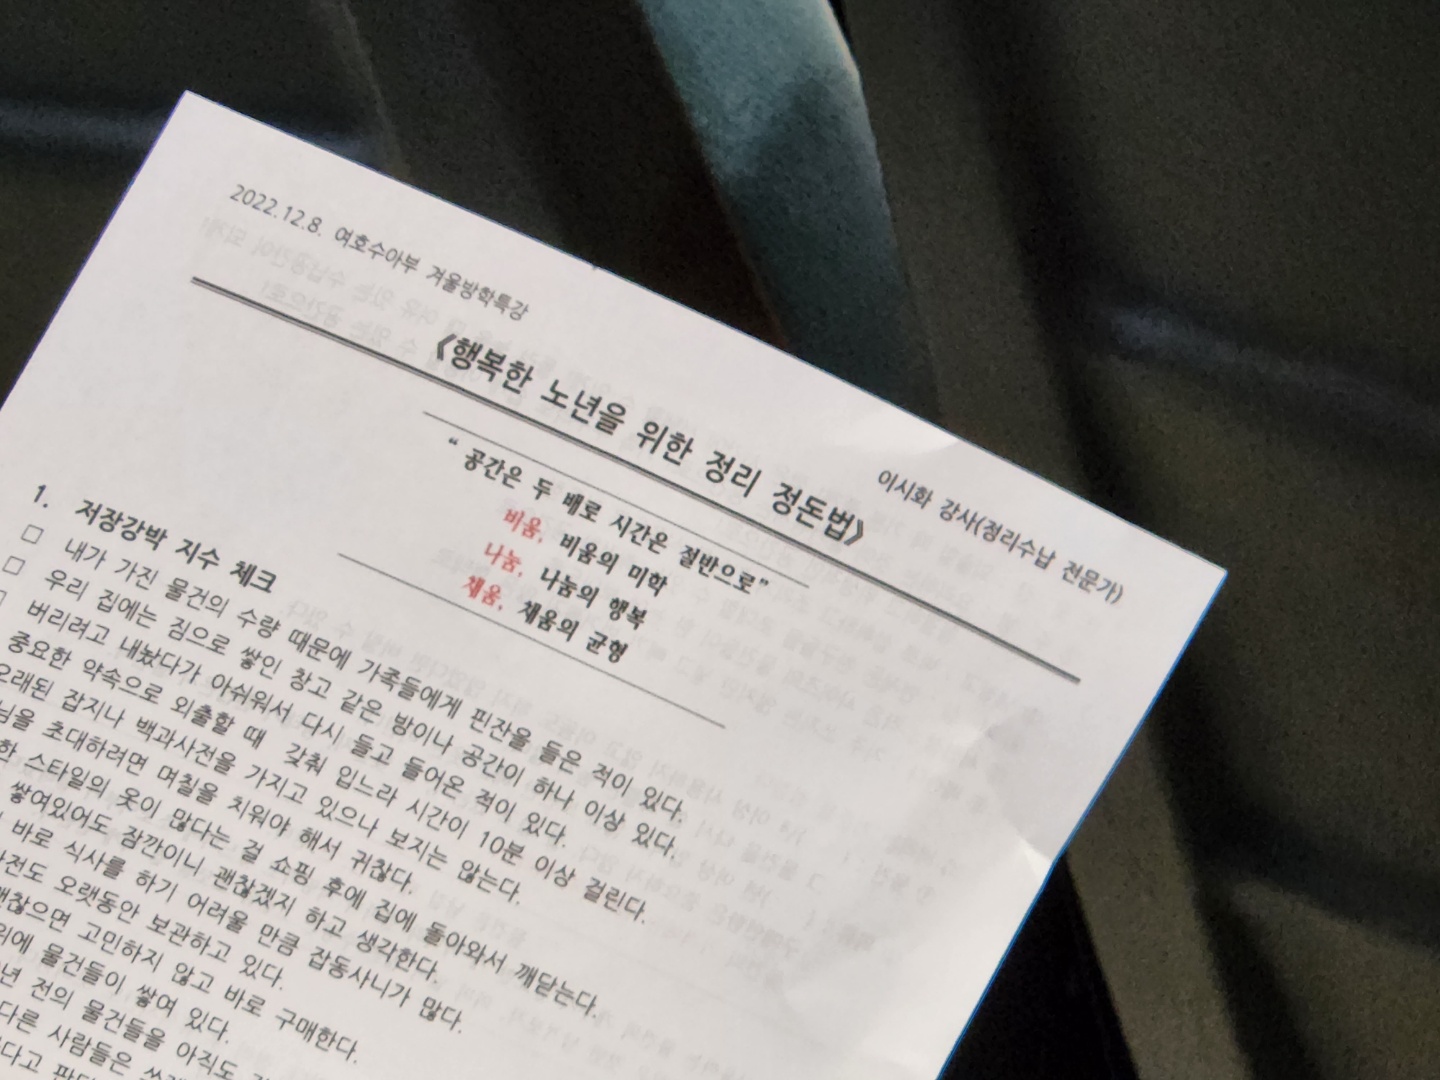 2022.12.8. 여호수아부 겨울방학특강
《행복한 노년을 위한 정리 정돈법》
이시화 강사(정리수납 전문가)
“ 공간은 두 배로 시간은 절반으로”
비움, 비움의 미학
나눔, 나눔의 행복
채움, 채움의 균형
1. 저장강박 지수 체크
□ 내가 가진 물건의 수량 때문에 가족들에게 핀잔을 들은 적이 있다.
□ 우리 집에는 짐으로 쌓인 창고 같은 방이나 공간이 하나 이상 있다.
버리려고 내놨다가 아쉬워서 다시 들고 들어온 적이 있다.
중요한 약속으로 외출할 때 갖춰 입느라 시간이 10분 이상 걸린다.
오래된 잡지나 백과사전을 가지고 있으나 보지는 않는다.
초대하려면 며칠을 치워야 해서 귀찮다.
스타일의 옷이 많다는 걸 쇼핑 후에 집에 돌아와서 깨닫는다.
쌓여있어도 잠깐이니 괜찮겠지 하고 생각한다.
바로 식사를 하기 어려울 만큼 잡동사니가 많다.
오랫동안 보관하고 있다.
고민하지 않고 바로 구매한다.
물건들이 쌓여 있다.
전의 물건들을 아직도
다른 사람들은